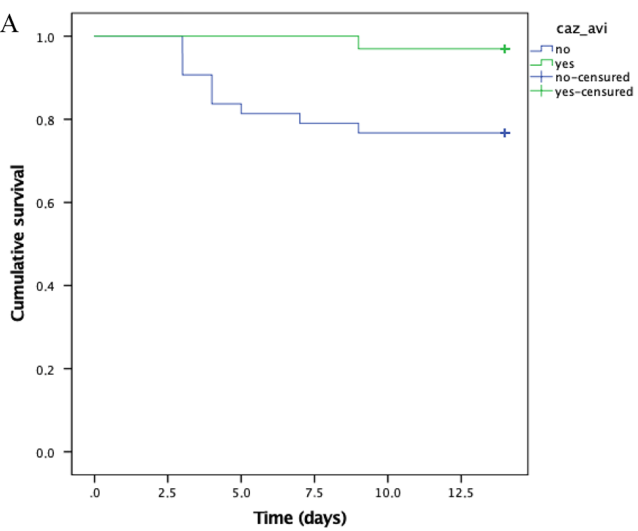 A
caz_avi
no
yes
no-censured
yes-censured
1.0
0.8
0.6
0.4
0.2
0.0
Cumulative survival
.0 2.5 5.0 7.5 10.0 12.5
Time (days)